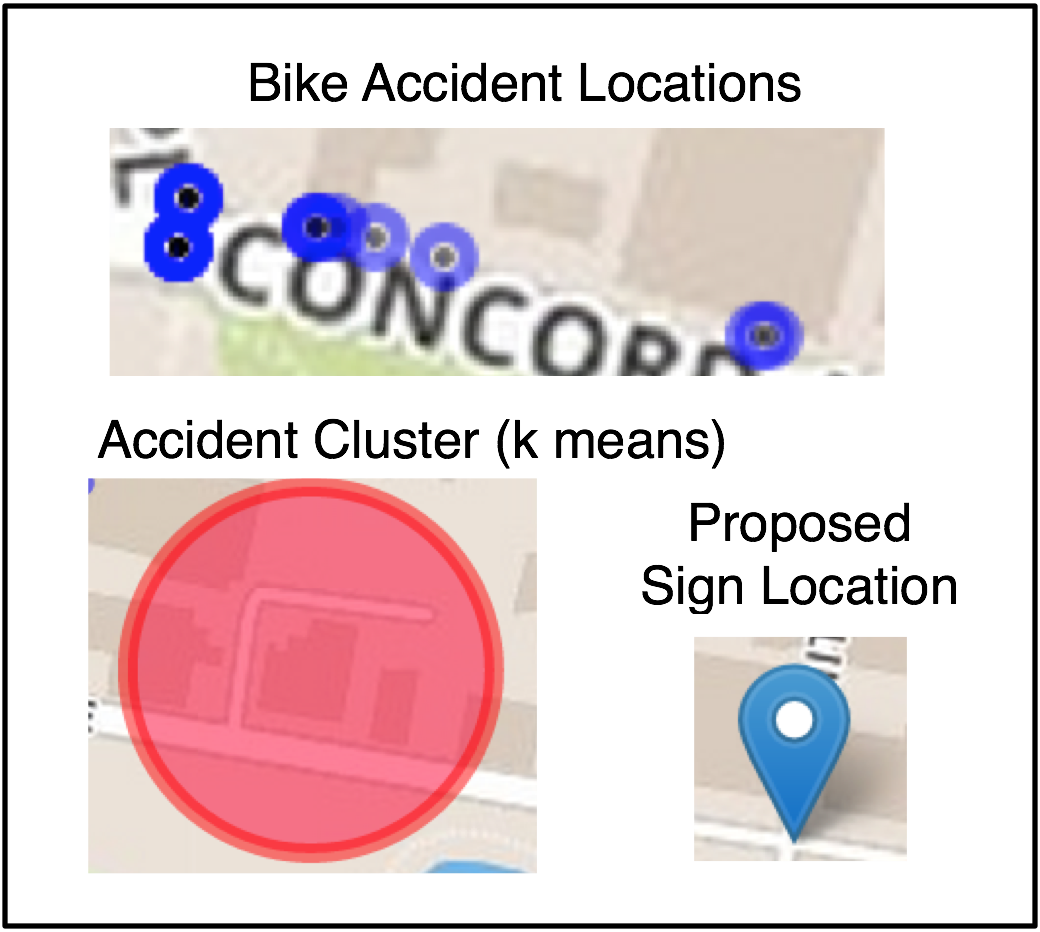 Bike Accident Locations
CONCORD
Accident Cluster (k means)
Proposed
Sign Location